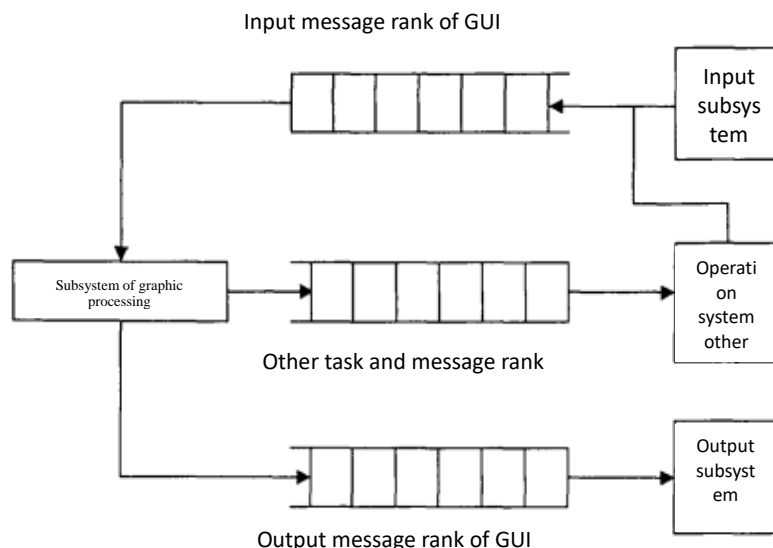 Input message rank of GUI
Input
subsys
tem
Subsystem of graphic
processing
Operati
on
system
other
Other task and message rank
Output
subsyst
em
Output message rank of GUI